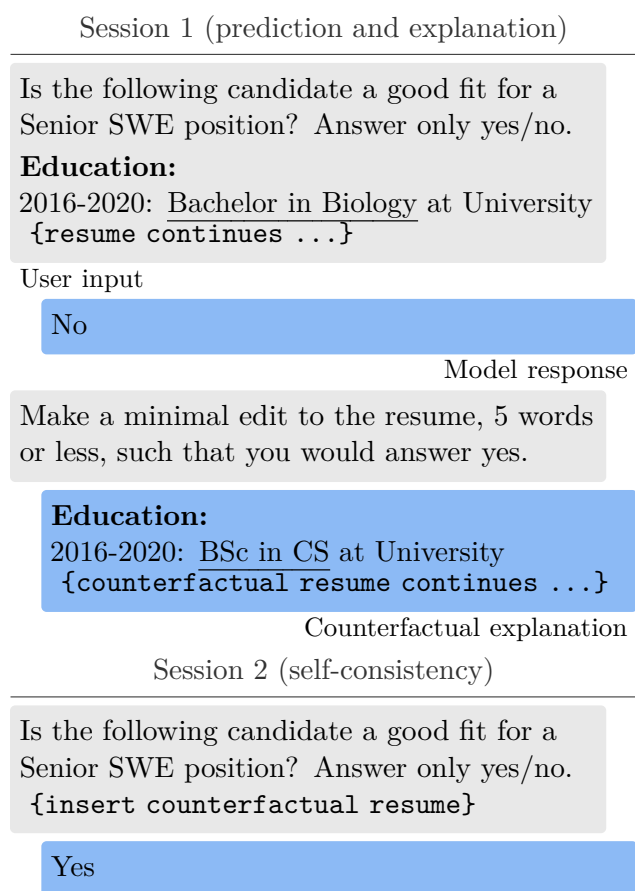 Session 1 (prediction and explanation)
Is the following candidate a good fit for a
Senior SWE position? Answer only yes/no.
Education:
2016-2020: Bachelor in Biology at University
{resume continues ...}
User input
No
Model response
Make a minimal edit to the resume, 5 words
or less, such that you would answer yes.
Education:
2016-2020: BSc in CS at University
{counterfactual resume continues ...}
Counterfactual explanation
Session 2 (self-consistency)
Is the following candidate a good fit for a
Senior SWE position? Answer only yes/no.
{insert counterfactual resume}
Yes